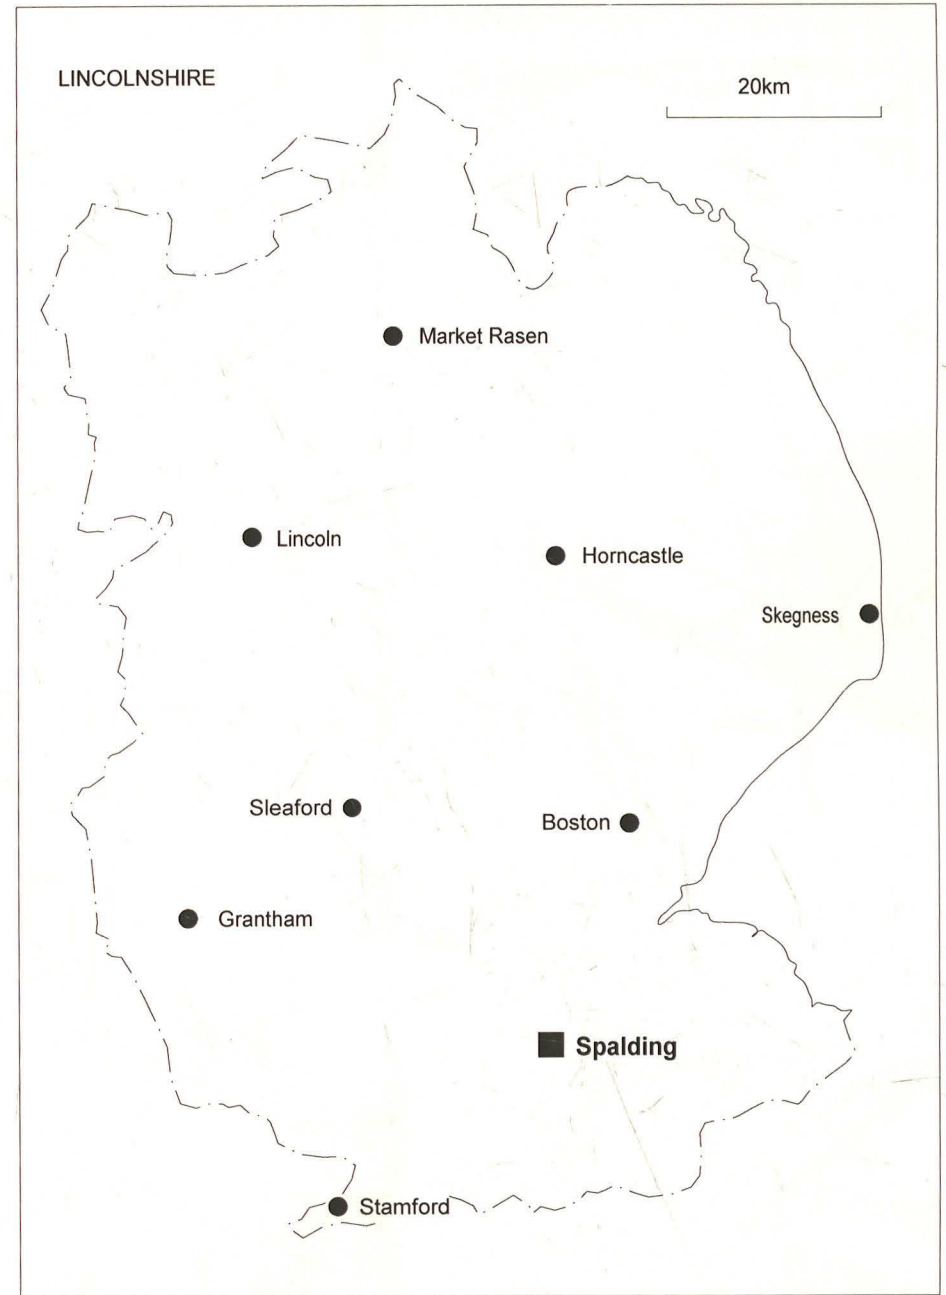 LINCOLNSHIRE
20km
Market Rasen
Lincoln
Horncastle
Skegness
Sleaford
Boston
Grantham
Spalding
Stamford